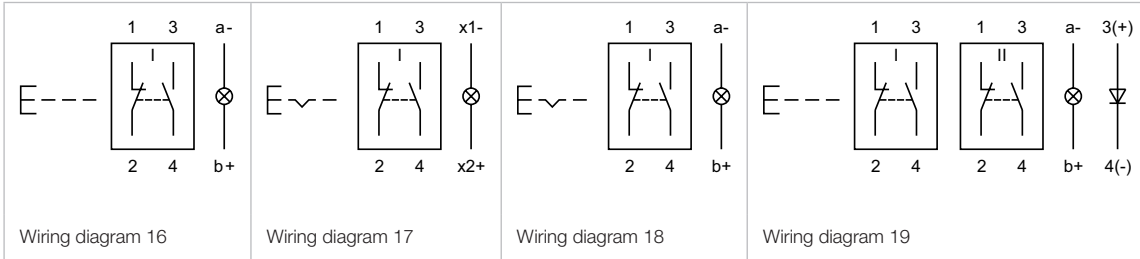 1 3 a-
I
2 4 b+
Wiring diagram 16
1 3 x1-
I
2 4 x2+
Wiring diagram 17
1 3 a-
I
2 4 b+
Wiring diagram 18
1 3 1 3 a- 3(+)
I II
2 4 2 4 b+ 4(-)
Wiring diagram 19